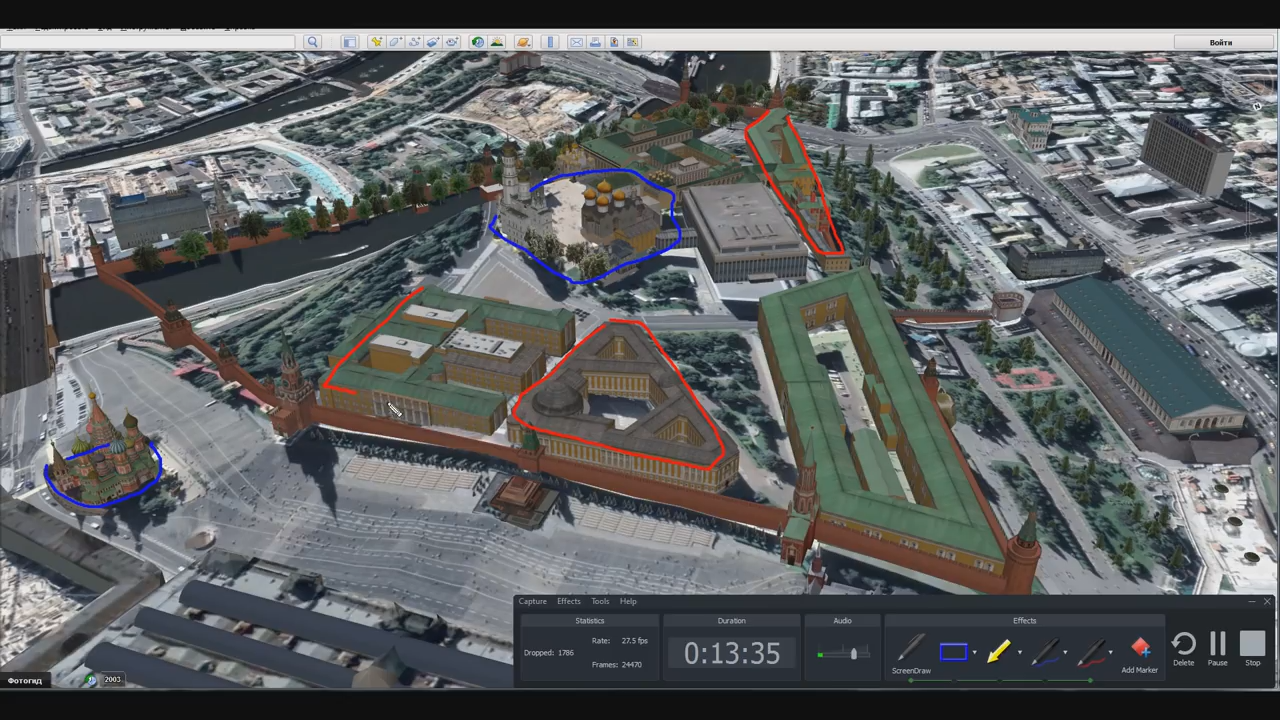 Войти
N
Capture Effects Tools Help
Statistics
Duration
Audio
Effects
Dropped: 1786
Rate: 27.5 fps
Frames: 24470
0:13:35
ScreenDraw
Add Marker
Delete
Pause
Stop
Фотогид
2003